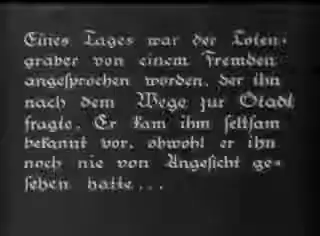 Eines Tages war der Toten-
gräber von einem Fremden
angesprochen worden, der ihn
nach dem Wege zur Stadt
fragte. Er kam ihm seltsam
bekannt vor, obwohl er ihn
noch nie von Angesicht ge-
sehen hatte...